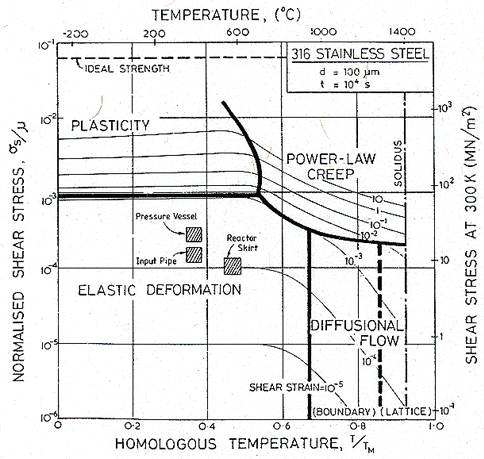 TEMPERATURE, (°C)
-200 0 200 400 600 1000 1400
316 STAINLESS STEEL
d = 100 μm
t = 10⁴ s
IDEAL STRENGTH
PLASTICITY
POWER-LAW
CREEP
SOLIDUS
10
1
10⁻¹
10⁻²
10⁻³
10⁻⁴
Pressure Vessel
Input Pipe
Reactor
Skirt
ELASTIC DEFORMATION
DIFFUSIONAL
FLOW
SHEAR STRAIN=10⁻⁵
(BOUNDARY) (LATTICE)
NORMALISED SHEAR STRESS, σs/μ
10⁻¹
10⁻²
10⁻³
10⁻⁴
10⁻⁵
10⁻⁶
SHEAR STRESS AT 300K (MN/m²)
10³
10²
10
1
10⁻¹
0 0.2 0.4 0.6 0.8 1.0
HOMOLOGOUS TEMPERATURE, T/TM